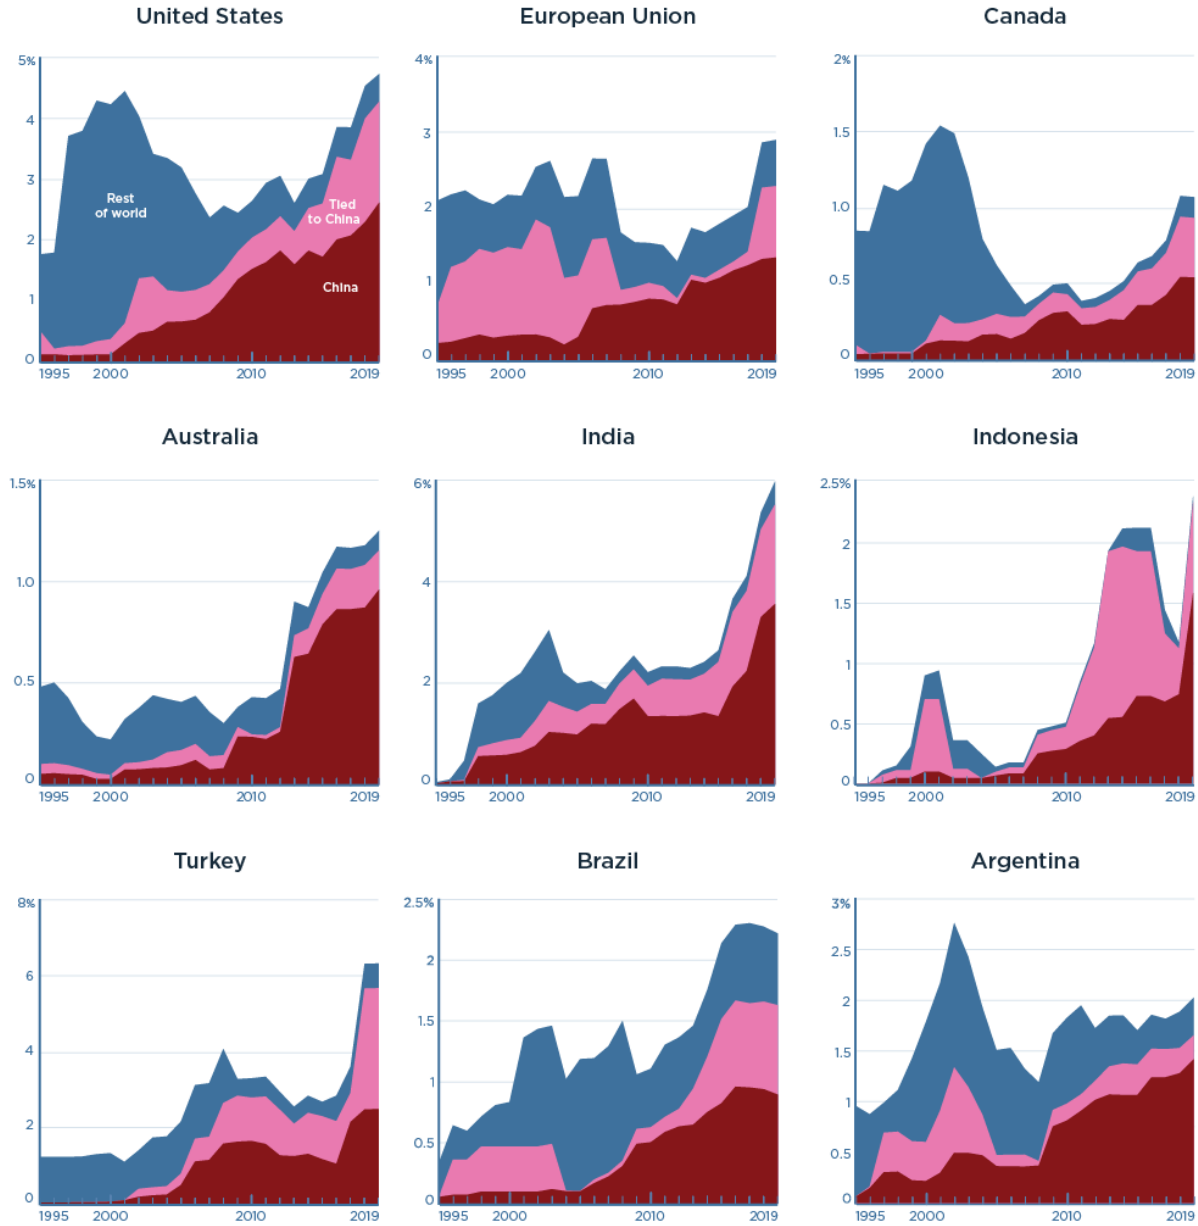 United States
European Union
Canada
5%
4
3
2
1
0
Rest
of world
Tied
to China
China
1995 2000 2010 2019
4%
3
2
1
0
1995 2000 2010 2019
2%
1.5
1.0
0.5
0
1995 2000 2010 2019
Australia
India
Indonesia
1.5%
1.0
0.5
0
1995 2000 2010 2019
6%
4
2
0
1995 2000 2010 2019
2.5%
2
1.5
1
0.5
0
1995 2000 2010 2019
Turkey
Brazil
Argentina
8%
6
4
2
0
1995 2000 2010 2019
2.5%
2
1.5
1
0.5
0
1995 2000 2010 2019
3%
2.5
2
1.5
1
0.5
0
1995 2000 2010 2019